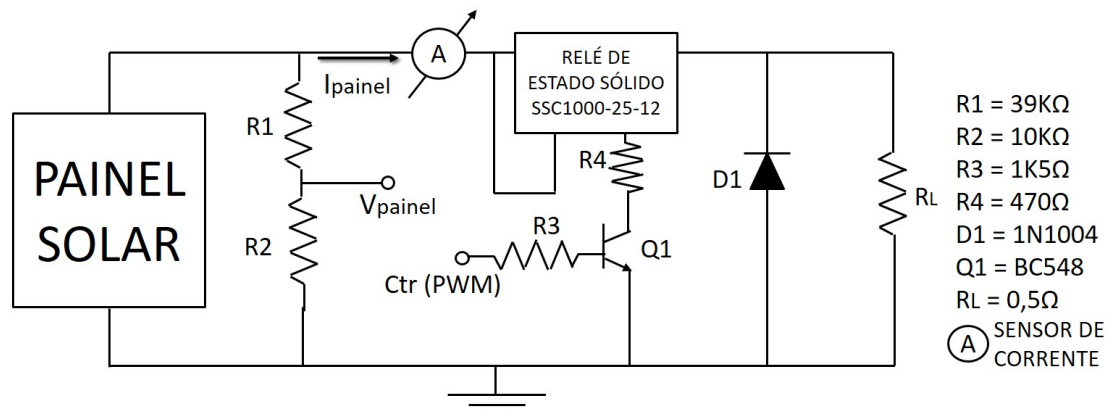 PAINEL
SOLAR
R1
R2
Ipainel
A
Vpainel
RELÉ DE
ESTADO SÓLIDO
SSC1000-25-12
R4
R3
Ctr (PWM)
Q1
D1
RL
R1 = 39KΩ
R2 = 10KΩ
R3 = 1K5Ω
R4 = 470Ω
D1 = 1N1004
Q1 = BC548
RL = 0,5Ω
A SENSOR DE
CORRENTE